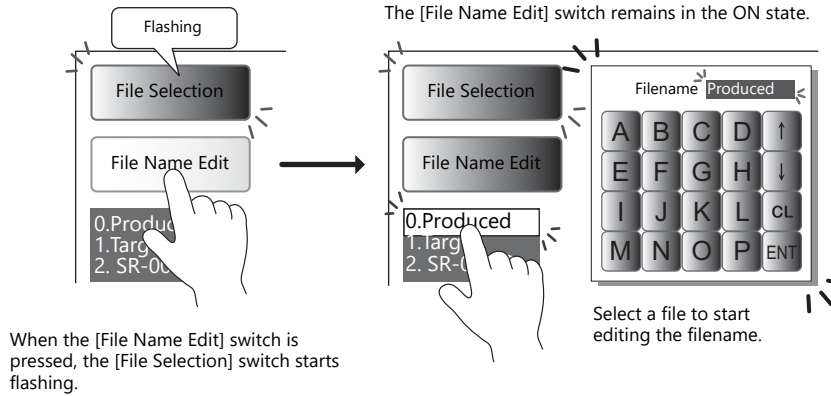 The [File Name Edit] switch remains in the ON state.
Flashing
File Selection
File Name Edit
0.Produc
1.Targ
2. SR-00
When the [File Name Edit] switch is
pressed, the [File Selection] switch starts
flashing.
File Selection
File Name Edit
0.Produced
1.Targ
2. SR-0
Filename Produced
A B C D ↑
E F G H ↓
I J K L CL
M N O P ENT
Select a file to start
editing the filename.